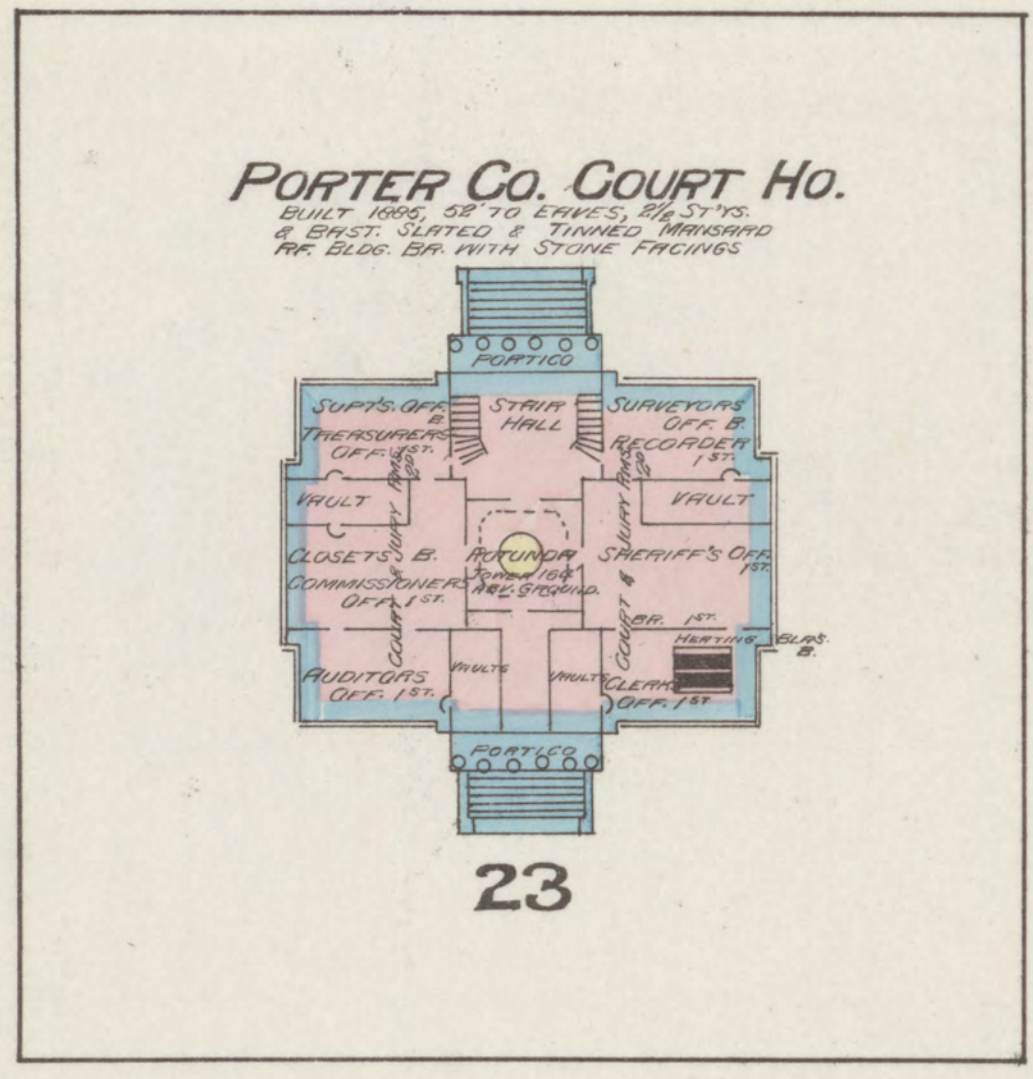 PORTER CO. COURT HO.
BUILT 1885, 52' TO EAVES, 2½ ST'YS.
& BAST. SLATED & TINNED MANSARD
RF. BLDG. BR. WITH STONE FACINGS
PORTICO
SUPT'S. OFF.
B.
TREASURERS
OFF. 1ST.
STAIR
HALL
SURVEYORS
OFF. B.
RECORDER
1ST.
VAULT
COURT & JURY RMS. 2D
VAULT
COURT & JURY RMS. 2D
CLOSETS B.
COMMISSIONERS
OFF. 1ST.
ROTUNDA
TOWER 164'
ABV. GROUND.
SHERIFF'S OFF.
1ST.
BR. 1ST.
HEATING BLRS.
B.
AUDITORS
OFF. 1ST.
VAULTS
VAULTS
CLERKS
OFF. 1ST
PORTICO
23